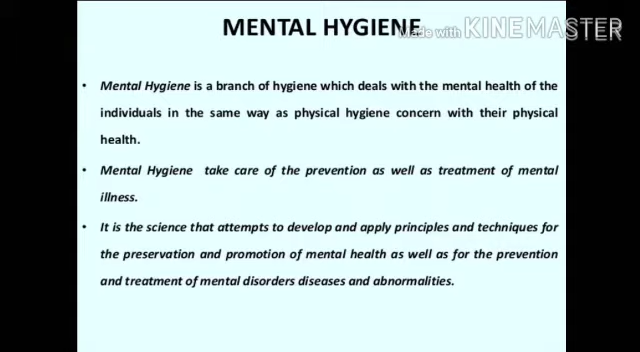 MENTAL HYGIENE
Made with KINEMASTER
• Mental Hygiene is a branch of hygiene which deals with the mental health of the
individuals in the same way as physical hygiene concern with their physical
health.
• Mental Hygiene take care of the prevention as well as treatment of mental
illness.
• It is the science that attempts to develop and apply principles and techniques for
the preservation and promotion of mental health as well as for the prevention
and treatment of mental disorders diseases and abnormalities.